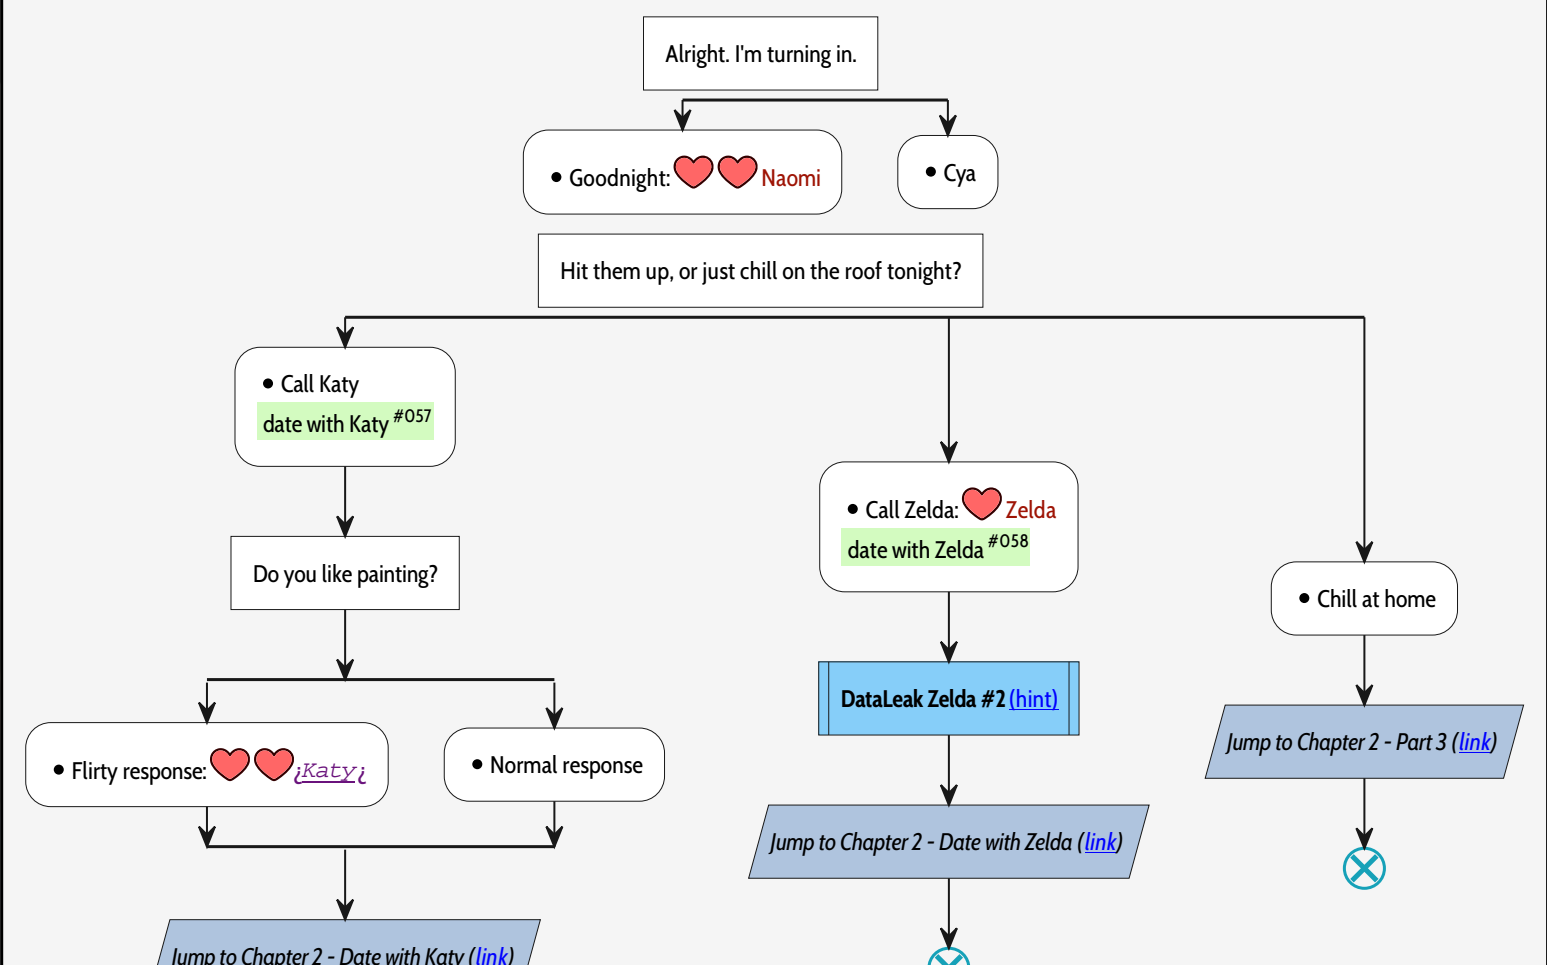 Alright. I'm turning in.
• Goodnight: Naomi
• Cya
Hit them up, or just chill on the roof tonight?
• Call Katy
date with Katy #057
• Call Zelda: Zelda
date with Zelda #058
Do you like painting?
• Chill at home
DataLeak Zelda #2 (hint)
• Flirty response: ¿Katy¿
• Normal response
Jump to Chapter 2 - Part 3 (link)
Jump to Chapter 2 - Date with Zelda (link)
Jump to Chapter 2 - Date with Katy (link)